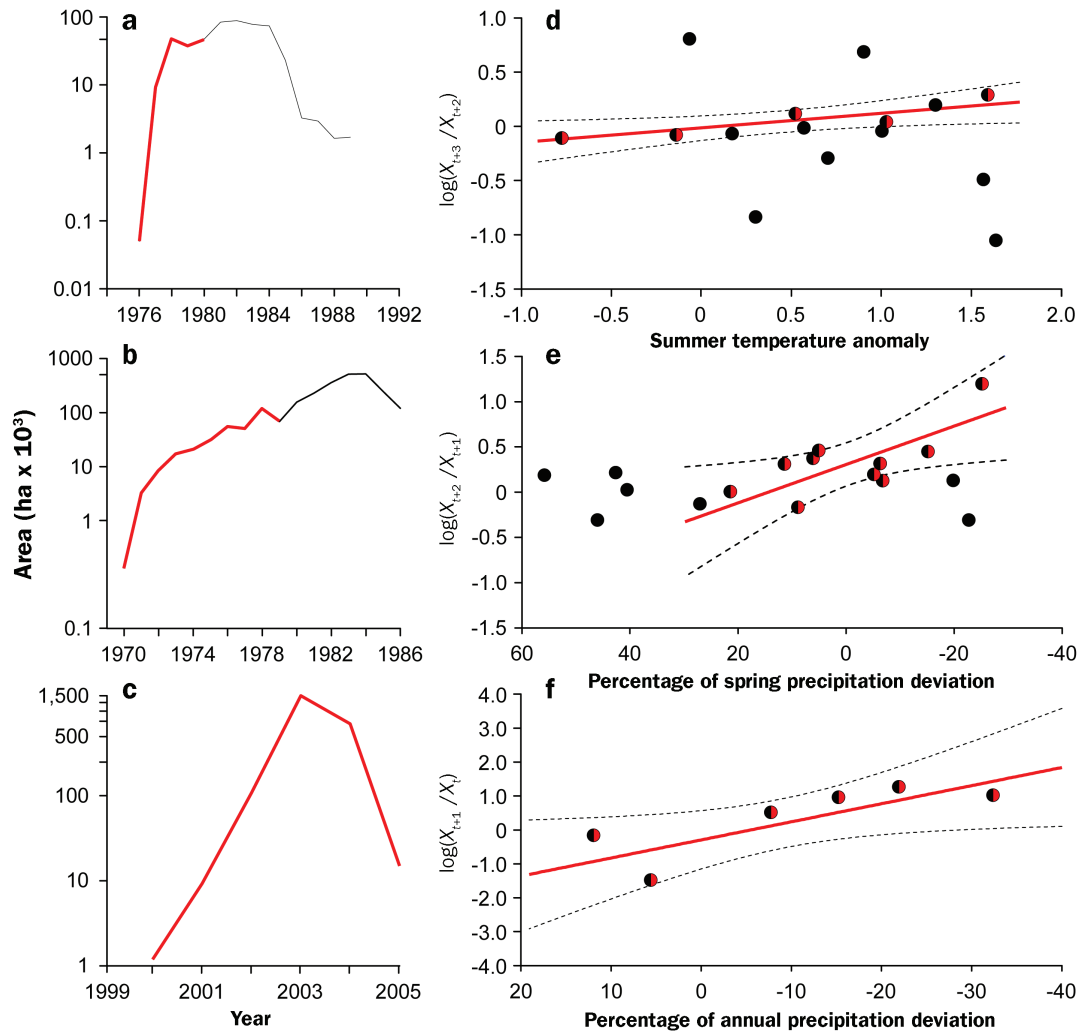 a
100
10
1
0.1
0.01
1976 1980 1984 1988 1992
b
1000
100
10
1
0.1
1970 1974 1978 1982 1986
c
1,500
500
100
10
1
1999 2001 2003 2005
Year
Area (ha x 10³)
d
1.0
0.5
0
-0.5
-1.0
-1.5
log(Xt+3 /Xt+2)
-1.0 -0.5 0 0.5 1.0 1.5 2.0
Summer temperature anomaly
e
1.5
1.0
0.5
0
-0.5
-1.0
-1.5
log(Xt+2 /Xt+1)
60 40 20 0 -20 -40
Percentage of spring precipitation deviation
f
4.0
3.0
2.0
1.0
0
-1.0
-2.0
-3.0
-4.0
log(Xt+1 /Xt)
20 10 0 -10 -20 -30 -40
Percentage of annual precipitation deviation